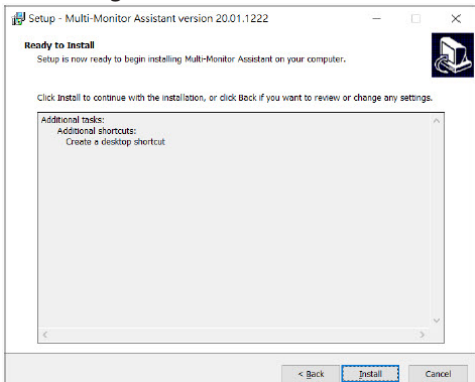 Setup - Multi-Monitor Assistant version 20.01.1222
Ready to Install
Setup is now ready to begin installing Multi-Monitor Assistant on your computer.
Click Install to continue with the installation, or click Back if you want to review or change any settings.
Additional tasks:
Additional shortcuts:
Create a desktop shortcut
< Back Install Cancel